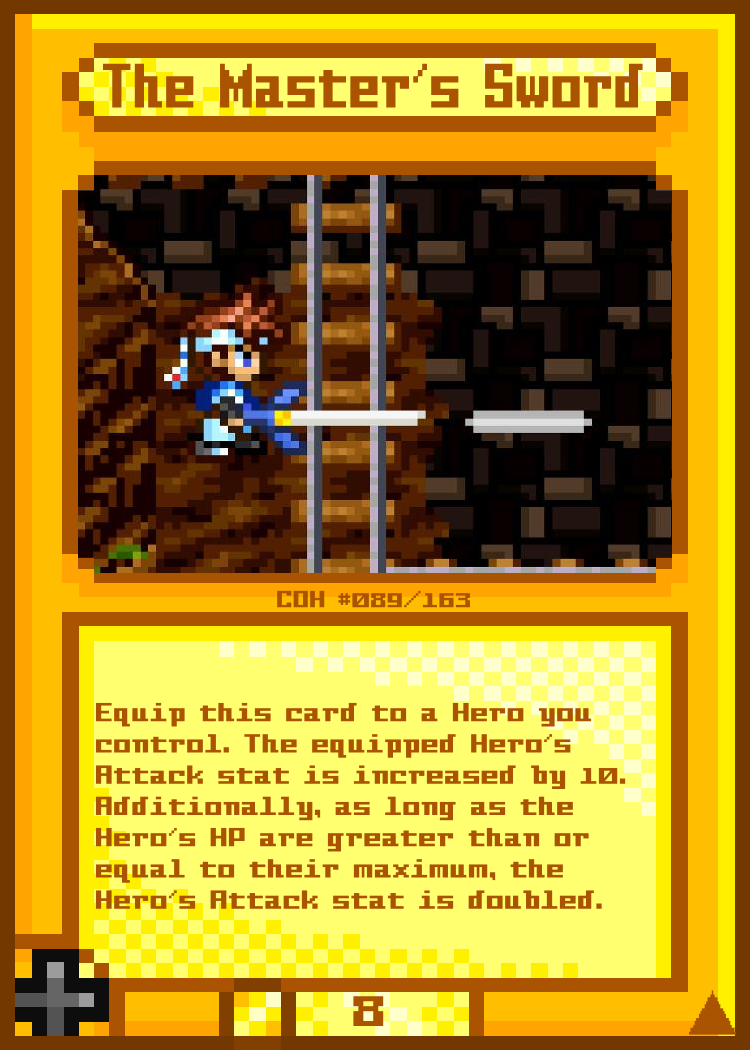 The Master's Sword
COH #089/163
Equip this card to a Hero you
control. The equipped Hero's
Attack stat is increased by 10.
Additionally, as long as the
Hero's HP are greater than or
equal to their maximum, the
Hero's Attack stat is doubled.
8